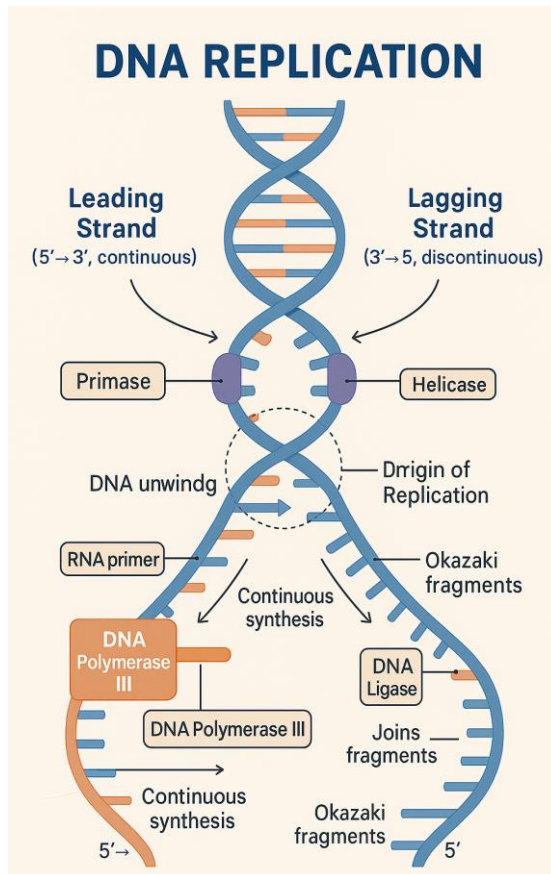 DNA REPLICATION
Leading
Strand
(5′→3′, continuous)
Lagging
Strand
(3′→5, discontinuous)
Primase
Helicase
DNA unwindg
Drrigin of
Replication
RNA primer
Okazaki
fragments
Continuous
synthesis
DNA
Polymerase
III
DNA
Ligase
DNA Polymerase III
Joins
fragments
Continuous
synthesis
Okazaki
fragments
5′→
5′